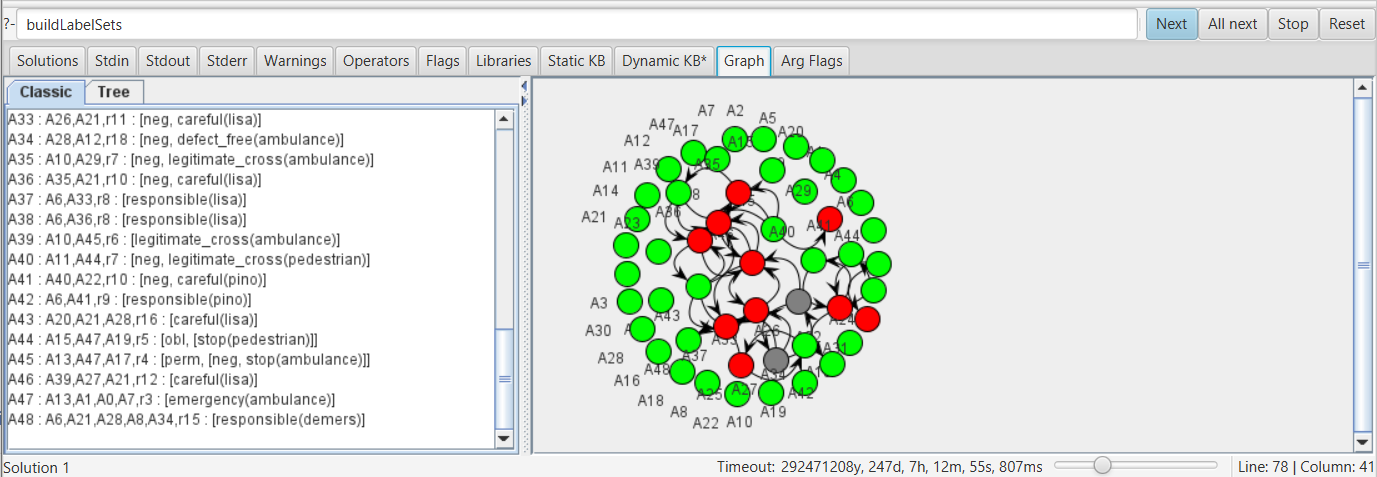 ?- buildLabelSets Next All next Stop Reset
Solutions Stdin Stdout Stderr Warnings Operators Flags Libraries Static KB Dynamic KB* Graph Arg Flags
Classic Tree
A33 : A26,A21,r11 : [neg, careful(lisa)]
A34 : A28,A12,r18 : [neg, defect_free(ambulance)]
A35 : A10,A29,r7 : [neg, legitimate_cross(ambulance)]
A36 : A35,A21,r10 : [neg, careful(lisa)]
A37 : A6,A33,r8 : [responsible(lisa)]
A38 : A6,A36,r8 : [responsible(lisa)]
A39 : A10,A45,r6 : [legitimate_cross(ambulance)]
A40 : A11,A44,r7 : [neg, legitimate_cross(pedestrian)]
A41 : A40,A22,r10 : [neg, careful(pino)]
A42 : A6,A41,r9 : [responsible(pino)]
A43 : A20,A21,A28,r16 : [careful(lisa)]
A44 : A15,A47,A19,r5 : [obl, [stop(pedestrian)]]
A45 : A13,A47,A17,r4 : [perm, [neg, stop(ambulance)]]
A46 : A39,A27,A21,r12 : [careful(lisa)]
A47 : A13,A1,A0,A7,r3 : [emergency(ambulance)]
A48 : A6,A21,A28,A8,A34,r15 : [responsible(demers)]
A7 A2
A5
A47
A17
A20
A12
A15
A11 A39
A35
A4
A14
A29
A6
A21
A23
A36
A40
A41
A44
A3
A43
A30
A26
A24
A28
A37
A31
A16
A48
A34
A18
A25
A27
A42
A8
A19
A22 A10
Solution 1
Timeout: 292471208y, 247d, 7h, 12m, 55s, 807ms
Line: 78 | Column: 41